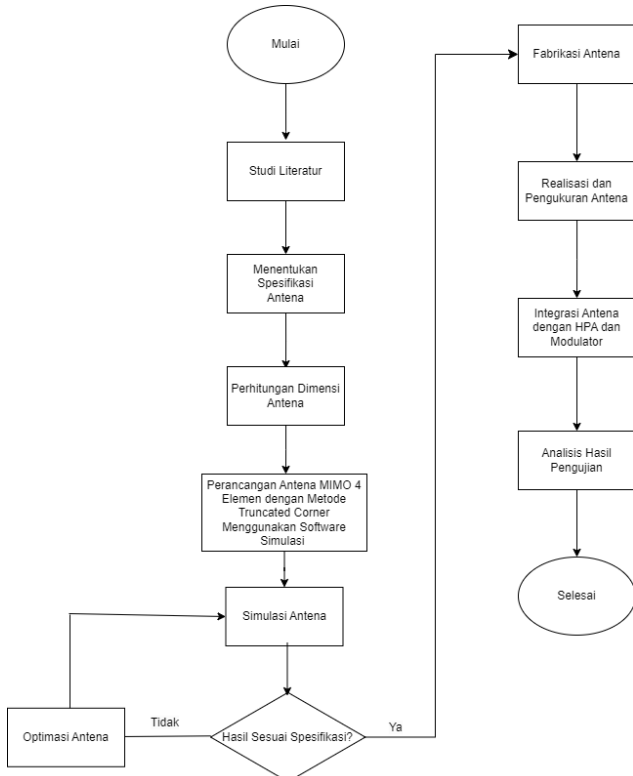 Mulai
Studi Literatur
Menentukan
Spesifikasi
Antena
Perhitungan Dimensi
Antena
Perancangan Antena MIMO 4
Elemen dengan Metode
Truncated Corner
Menggunakan Software
Simulasi
Simulasi Antena
Hasil Sesuai Spesifikasi?
Tidak
Optimasi Antena
Ya
Fabrikasi Antena
Realisasi dan
Pengukuran Antena
Integrasi Antena
dengan HPA dan
Modulator
Analisis Hasil
Pengujian
Selesai